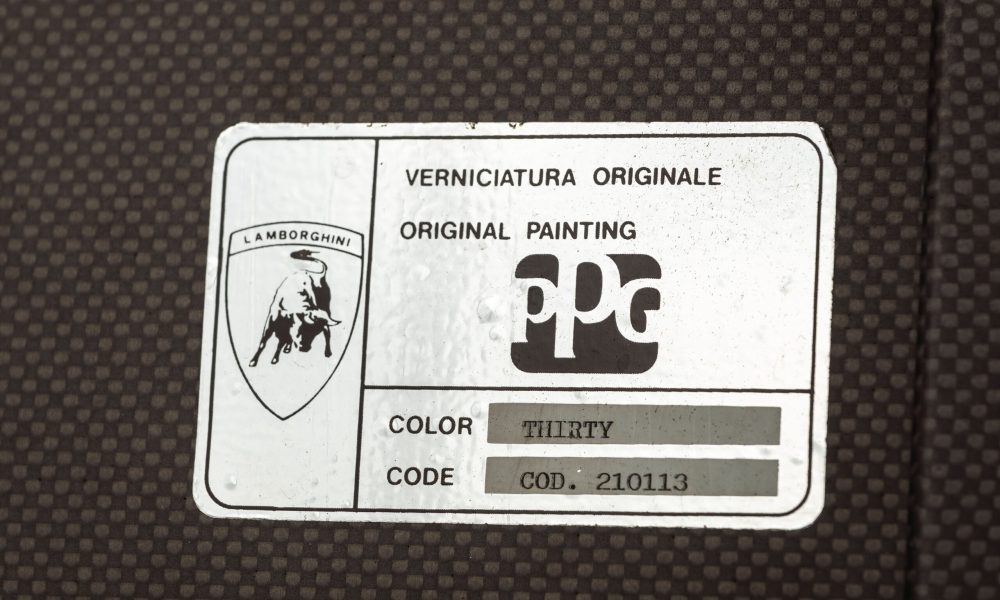 VERNICIATURA ORIGINALE
ORIGINAL PAINTING
LAMBORGHINI
PPG
COLOR THIRTY
CODE COD. 210113